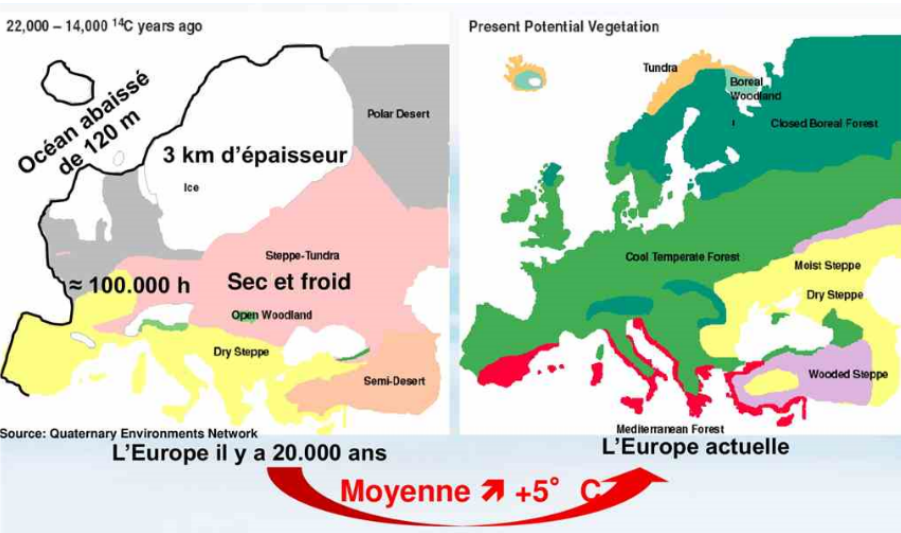 22,000 – 14,000 ¹⁴C years ago
Océan abaissé
de 120 m
3 km d'épaisseur
Ice
Polar Desert
Steppe-Tundra
≈ 100.000 h
Sec et froid
Open Woodland
Dry Steppe
Semi-Desert
Source: Quaternary Environments Network
L'Europe il y a 20.000 ans
Present Potential Vegetation
Tundra
Boreal
Woodland
Closed Boreal Forest
Cool Temperate Forest
Moist Steppe
Dry Steppe
Wooded Steppe
Mediterranean Forest
L'Europe actuelle
Moyenne ↗ +5° C